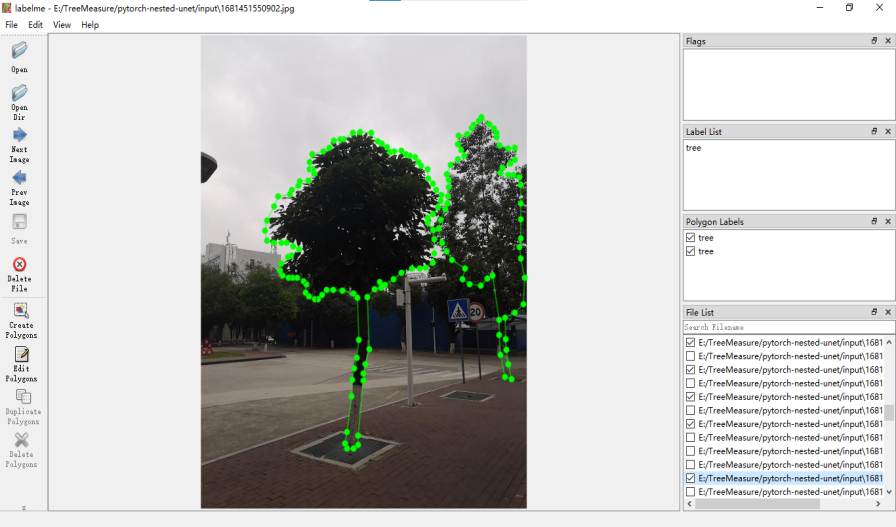 labelme - E:/TreeMeasure/pytorch-nested-unet/input\1681451550902.jpg
File Edit View Help
Open
Open
Dir
Next
Image
Prev
Image
Save
Delete
File
Create
Polygons
Edit
Polygons
Duplicate
Polygons
Delete
Polygons
20
Flags
Label List
tree
Polygon Labels
tree
tree
File List
Search Filename
E:/TreeMeasure/pytorch-nested-unet/input\1681
E:/TreeMeasure/pytorch-nested-unet/input\1681
E:/TreeMeasure/pytorch-nested-unet/input\1681
E:/TreeMeasure/pytorch-nested-unet/input\1681
E:/TreeMeasure/pytorch-nested-unet/input\1681
E:/TreeMeasure/pytorch-nested-unet/input\1681
E:/TreeMeasure/pytorch-nested-unet/input\1681
E:/TreeMeasure/pytorch-nested-unet/input\1681
E:/TreeMeasure/pytorch-nested-unet/input\1681
E:/TreeMeasure/pytorch-nested-unet/input\1681
E:/TreeMeasure/pytorch-nested-unet/input\1681
E:/TreeMeasure/pytorch-nested-unet/input\1681